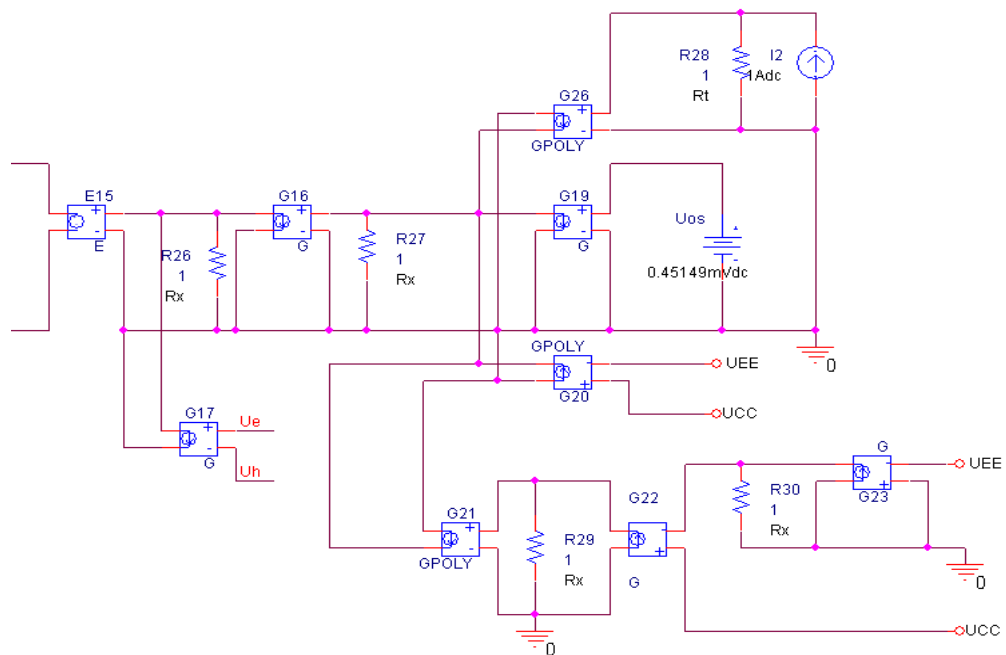 R28
1
Rt
I2
1Adc
G26
+
-
GPOLY
E15
+
-
E
G16
+
-
G
R26
1
Rx
R27
1
Rx
G19
+
-
G
Uos
+
-
0.45149mVdc
0
GPOLY
-
+
G20
UEE
UCC
G17
+
-
G
Ue
Uh
G21
+
-
GPOLY
R29
1
Rx
0
G22
-
+
G
R30
1
Rx
G
-
+
G23
UEE
0
UCC